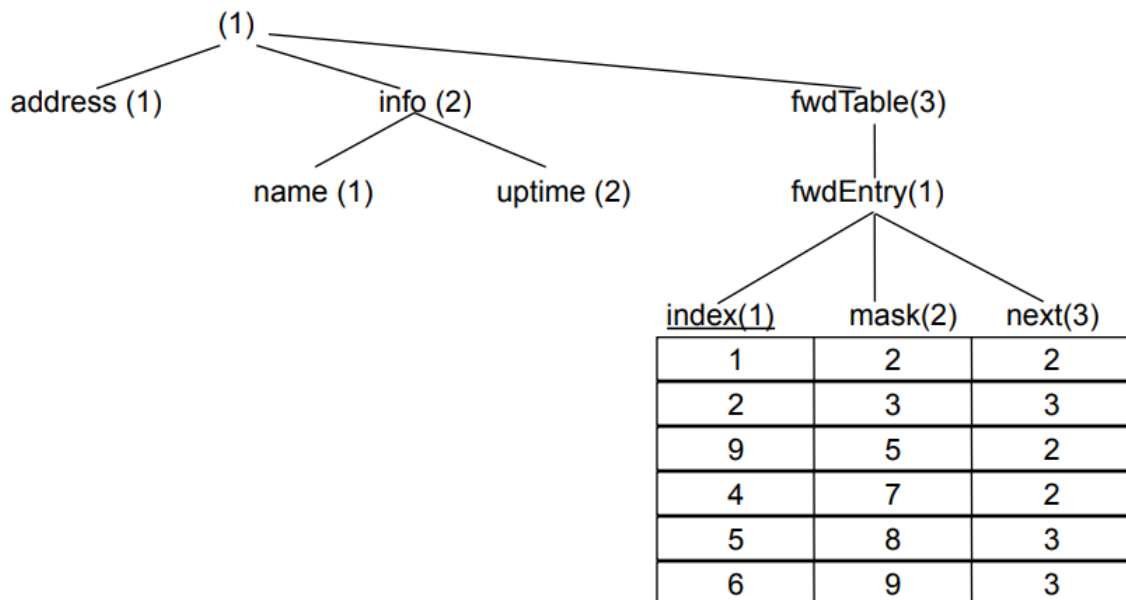 (1)
address (1) info (2) fwdTable(3)
name (1) uptime (2) fwdEntry(1)
index(1) mask(2) next(3)
1 2 2
2 3 3
9 5 2
4 7 2
5 8 3
6 9 3